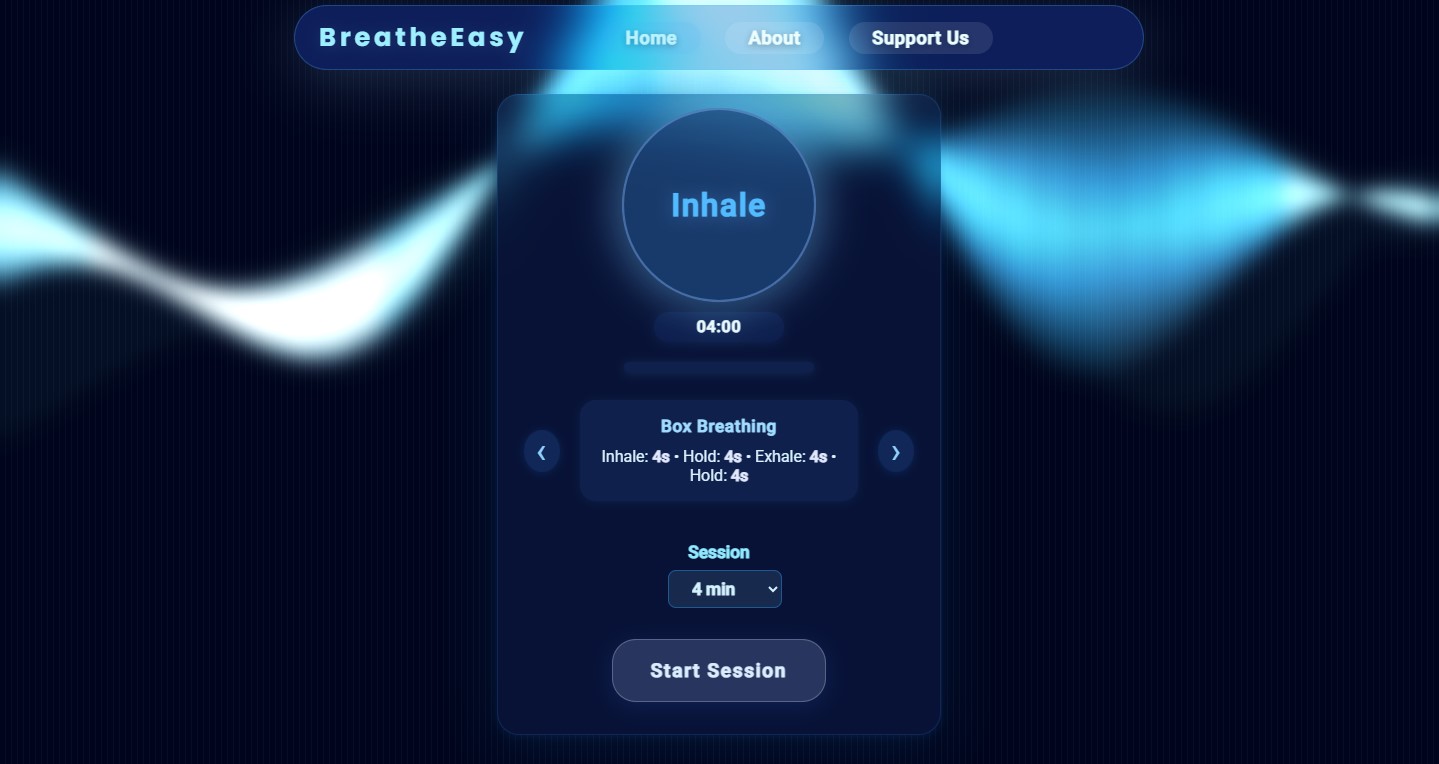 BreatheEasy
Home
About
Support Us
Inhale
04:00
❮
Box Breathing
Inhale: 4s • Hold: 4s • Exhale: 4s •
Hold: 4s
❯
Session
4 min
Start Session